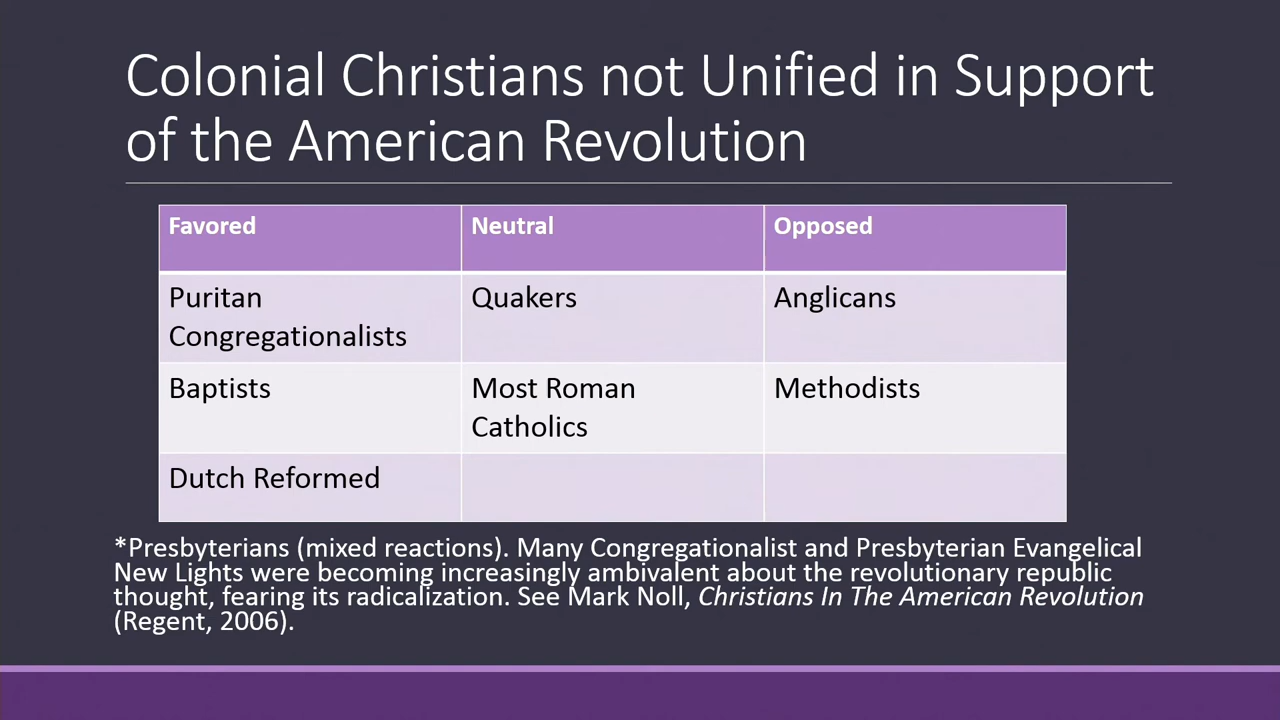 Colonial Christians not Unified in Support
of the American Revolution
Favored
Neutral
Opposed
Puritan
Congregationalists
Quakers
Anglicans
Baptists
Most Roman
Catholics
Methodists
Dutch Reformed
*Presbyterians (mixed reactions). Many Congregationalist and Presbyterian Evangelical
New Lights were becoming increasingly ambivalent about the revolutionary republic
thought, fearing its radicalization. See Mark Noll, Christians In The American Revolution
(Regent, 2006).